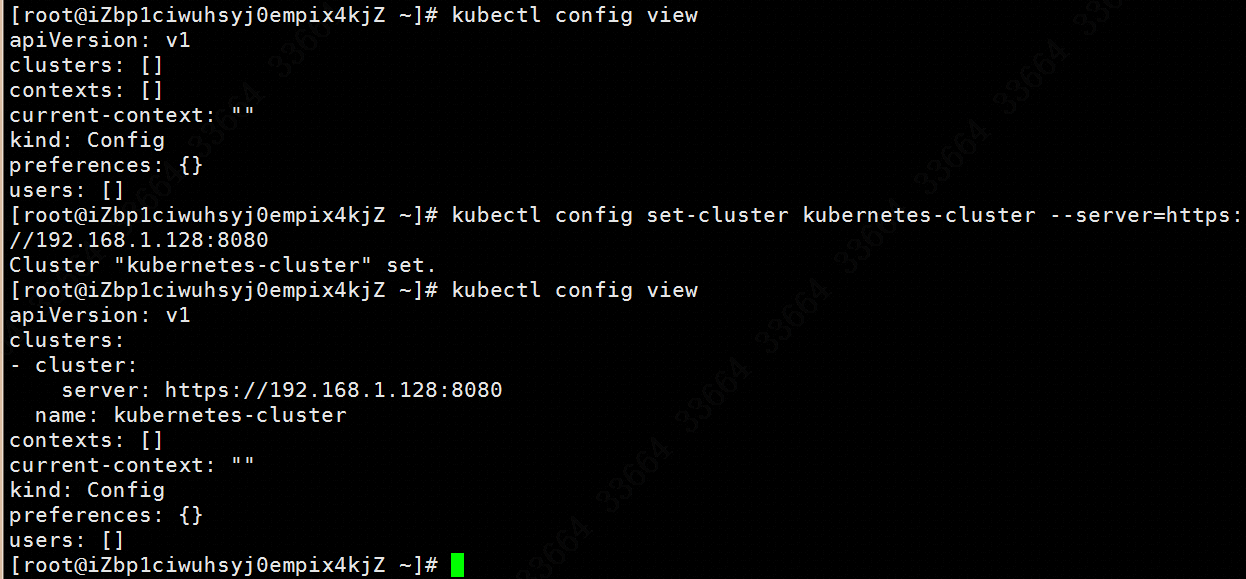 [root@iZbp1ciwuhsyj0empix4kjZ ~]# kubectl config view
apiVersion: v1
clusters: []
contexts: []
current-context: ""
kind: Config
preferences: {}
users: []
[root@iZbp1ciwuhsyj0empix4kjZ ~]# kubectl config set-cluster kubernetes-cluster --server=https:
//192.168.1.128:8080
Cluster "kubernetes-cluster" set.
[root@iZbp1ciwuhsyj0empix4kjZ ~]# kubectl config view
apiVersion: v1
clusters:
- cluster:
    server: https://192.168.1.128:8080
  name: kubernetes-cluster
contexts: []
current-context: ""
kind: Config
preferences: {}
users: []
[root@iZbp1ciwuhsyj0empix4kjZ ~]#
33664 33664 33664 33664 33664 33664 33664 33664